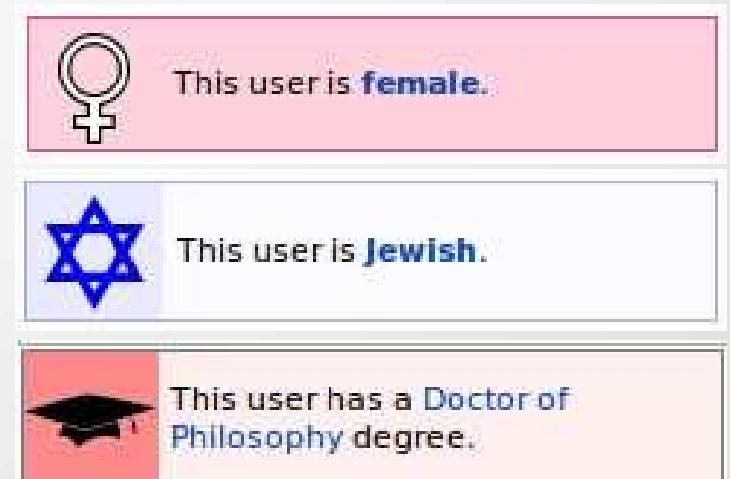 This user is female.
This user is Jewish.
This user has a Doctor of
Philosophy degree.